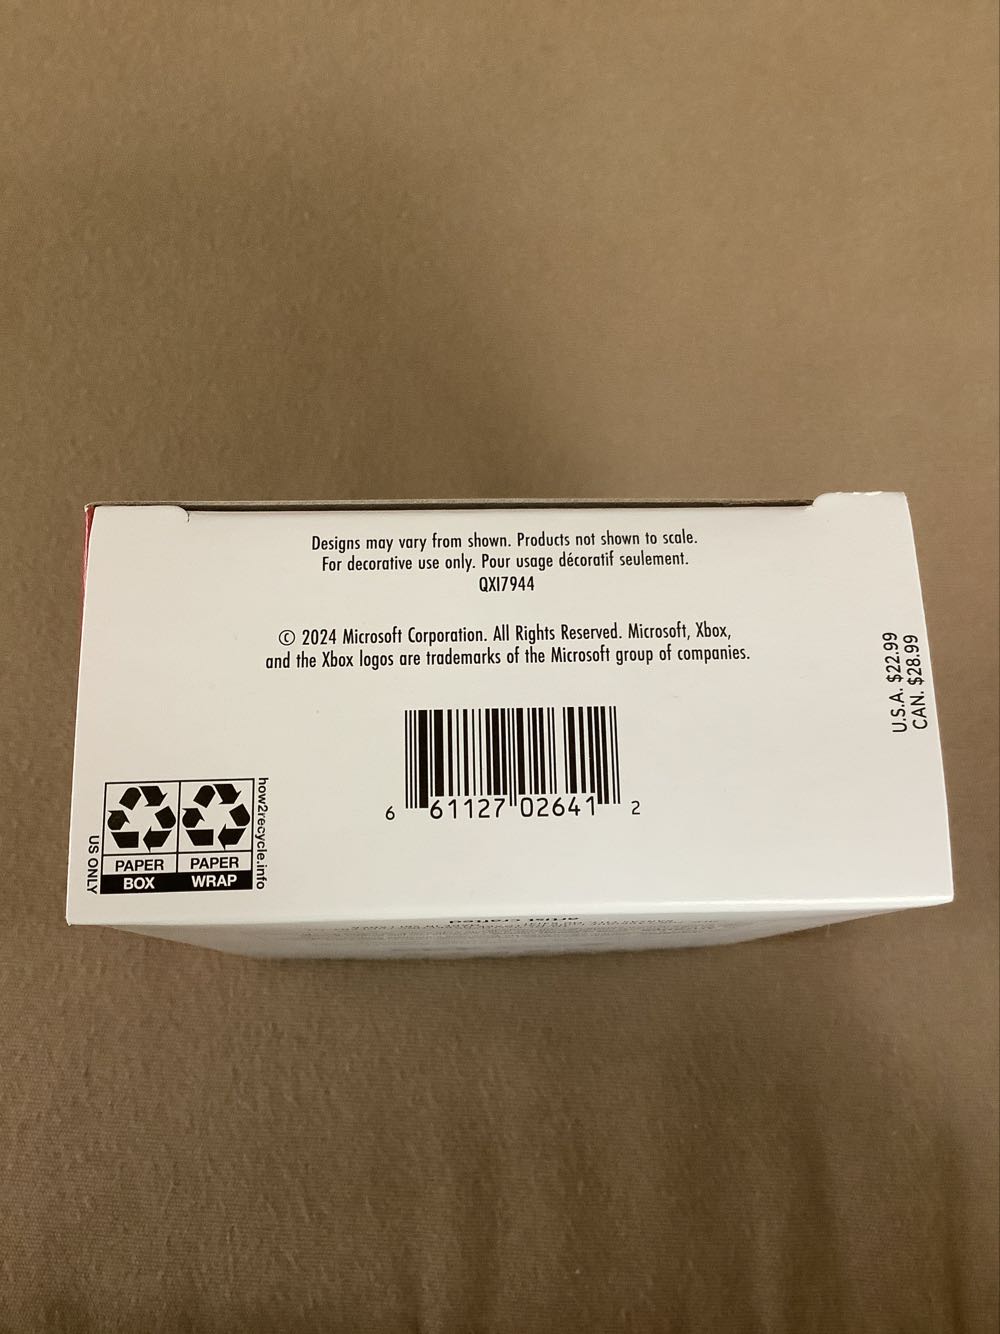 Designs may vary from shown. Products not shown to scale.
For decorative use only. Pour usage décoratif seulement.
QXI7944
© 2024 Microsoft Corporation. All Rights Reserved. Microsoft, Xbox,
and the Xbox logos are trademarks of the Microsoft group of companies.
U.S.A. $22.99
CAN. $28.99
6 61127 02641 2
US ONLY
PAPER
BOX
PAPER
WRAP
how2recycle.info
artist crafted